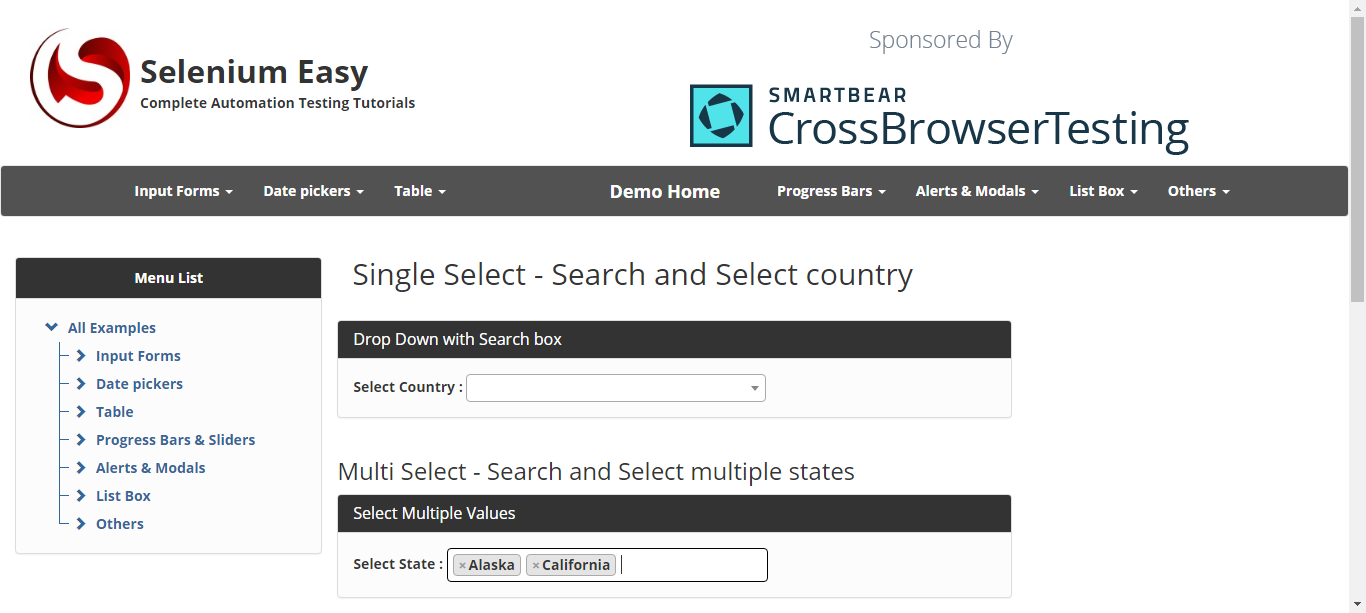 Sponsored By
Selenium Easy
Complete Automation Testing Tutorials
SMARTBEAR
CrossBrowserTesting
Input Forms Date pickers Table Demo Home Progress Bars Alerts & Modals List Box Others
Menu List
All Examples
Input Forms
Date pickers
Table
Progress Bars & Sliders
Alerts & Modals
List Box
Others
Single Select - Search and Select country
Drop Down with Search box
Select Country :
Multi Select - Search and Select multiple states
Select Multiple Values
Select State : ×Alaska ×California